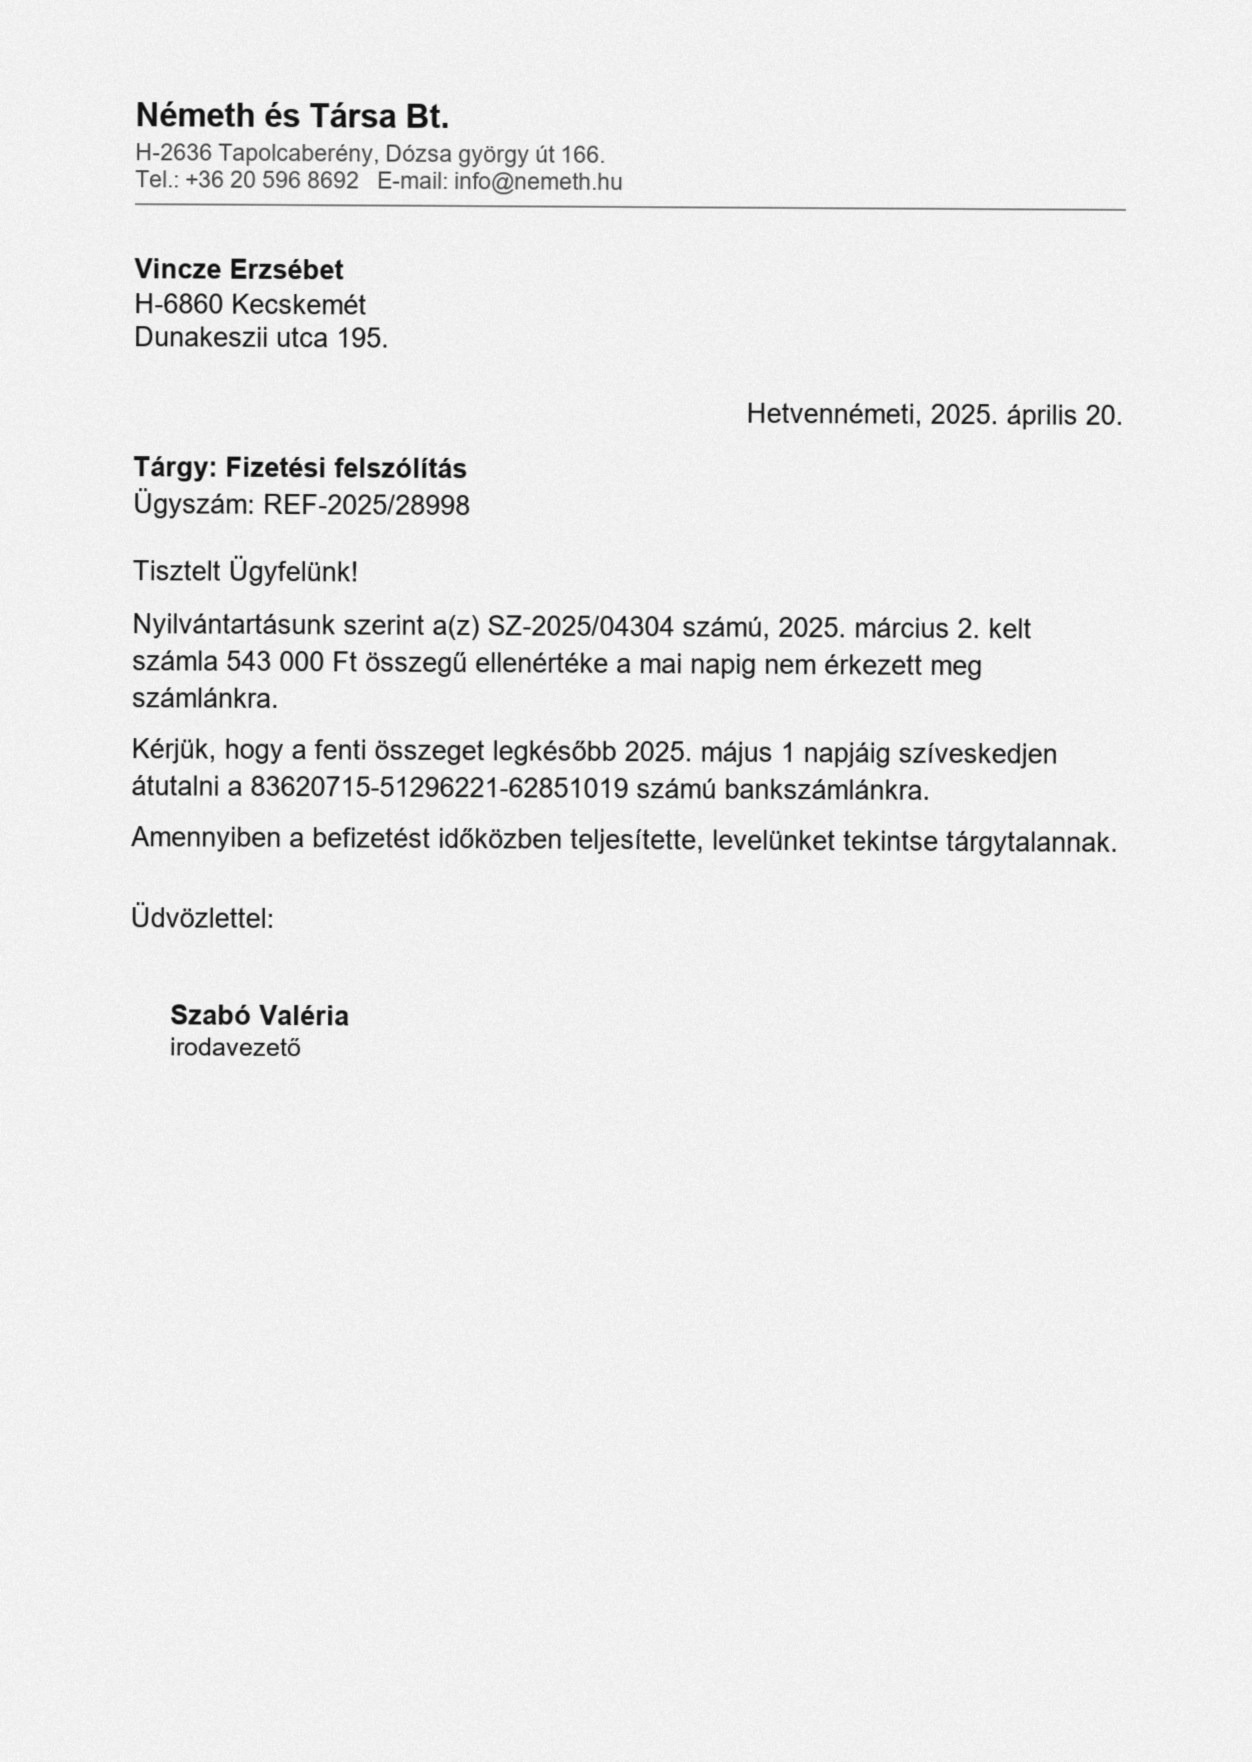 Németh és Társa Bt.
H-2636 Tapolcaberény, Dózsa györgy út 166.
Tel.: +36 20 596 8692   E-mail: info@nemeth.hu
Vincze Erzsébet
H-6860 Kecskemét
Dunakeszii utca 195.
Hetvennémeti, 2025. április 20.
Tárgy: Fizetési felszólítás
Ügyszám: REF-2025/28998
Tisztelt Ügyfelünk!
Nyilvántartásunk szerint a(z) SZ-2025/04304 számú, 2025. március 2. kelt
számla 543 000 Ft összegű ellenértéke a mai napig nem érkezett meg
számlánkra.
Kérjük, hogy a fenti összeget legkésőbb 2025. május 1 napjáig szíveskedjen
átutalni a 83620715-51296221-62851019 számú bankszámlánkra.
Amennyiben a befizetést időközben teljesítette, levelünket tekintse tárgytalannak.
Üdvözlettel:
Szabó Valéria
irodavezető